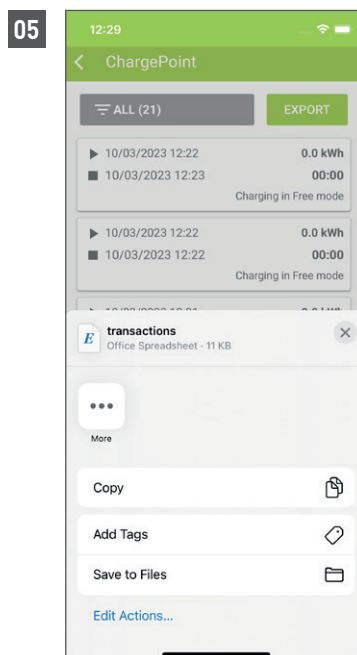 05
12:29
ChargePoint
ALL (21)
EXPORT
10/03/2023 12:22
0.0 kWh
10/03/2023 12:23
00:00
Charging in Free mode
10/03/2023 12:22
0.0 kWh
10/03/2023 12:22
00:00
Charging in Free mode
E
transactions
Office Spreadsheet · 11 KB
More
Copy
Add Tags
Save to Files
Edit Actions...